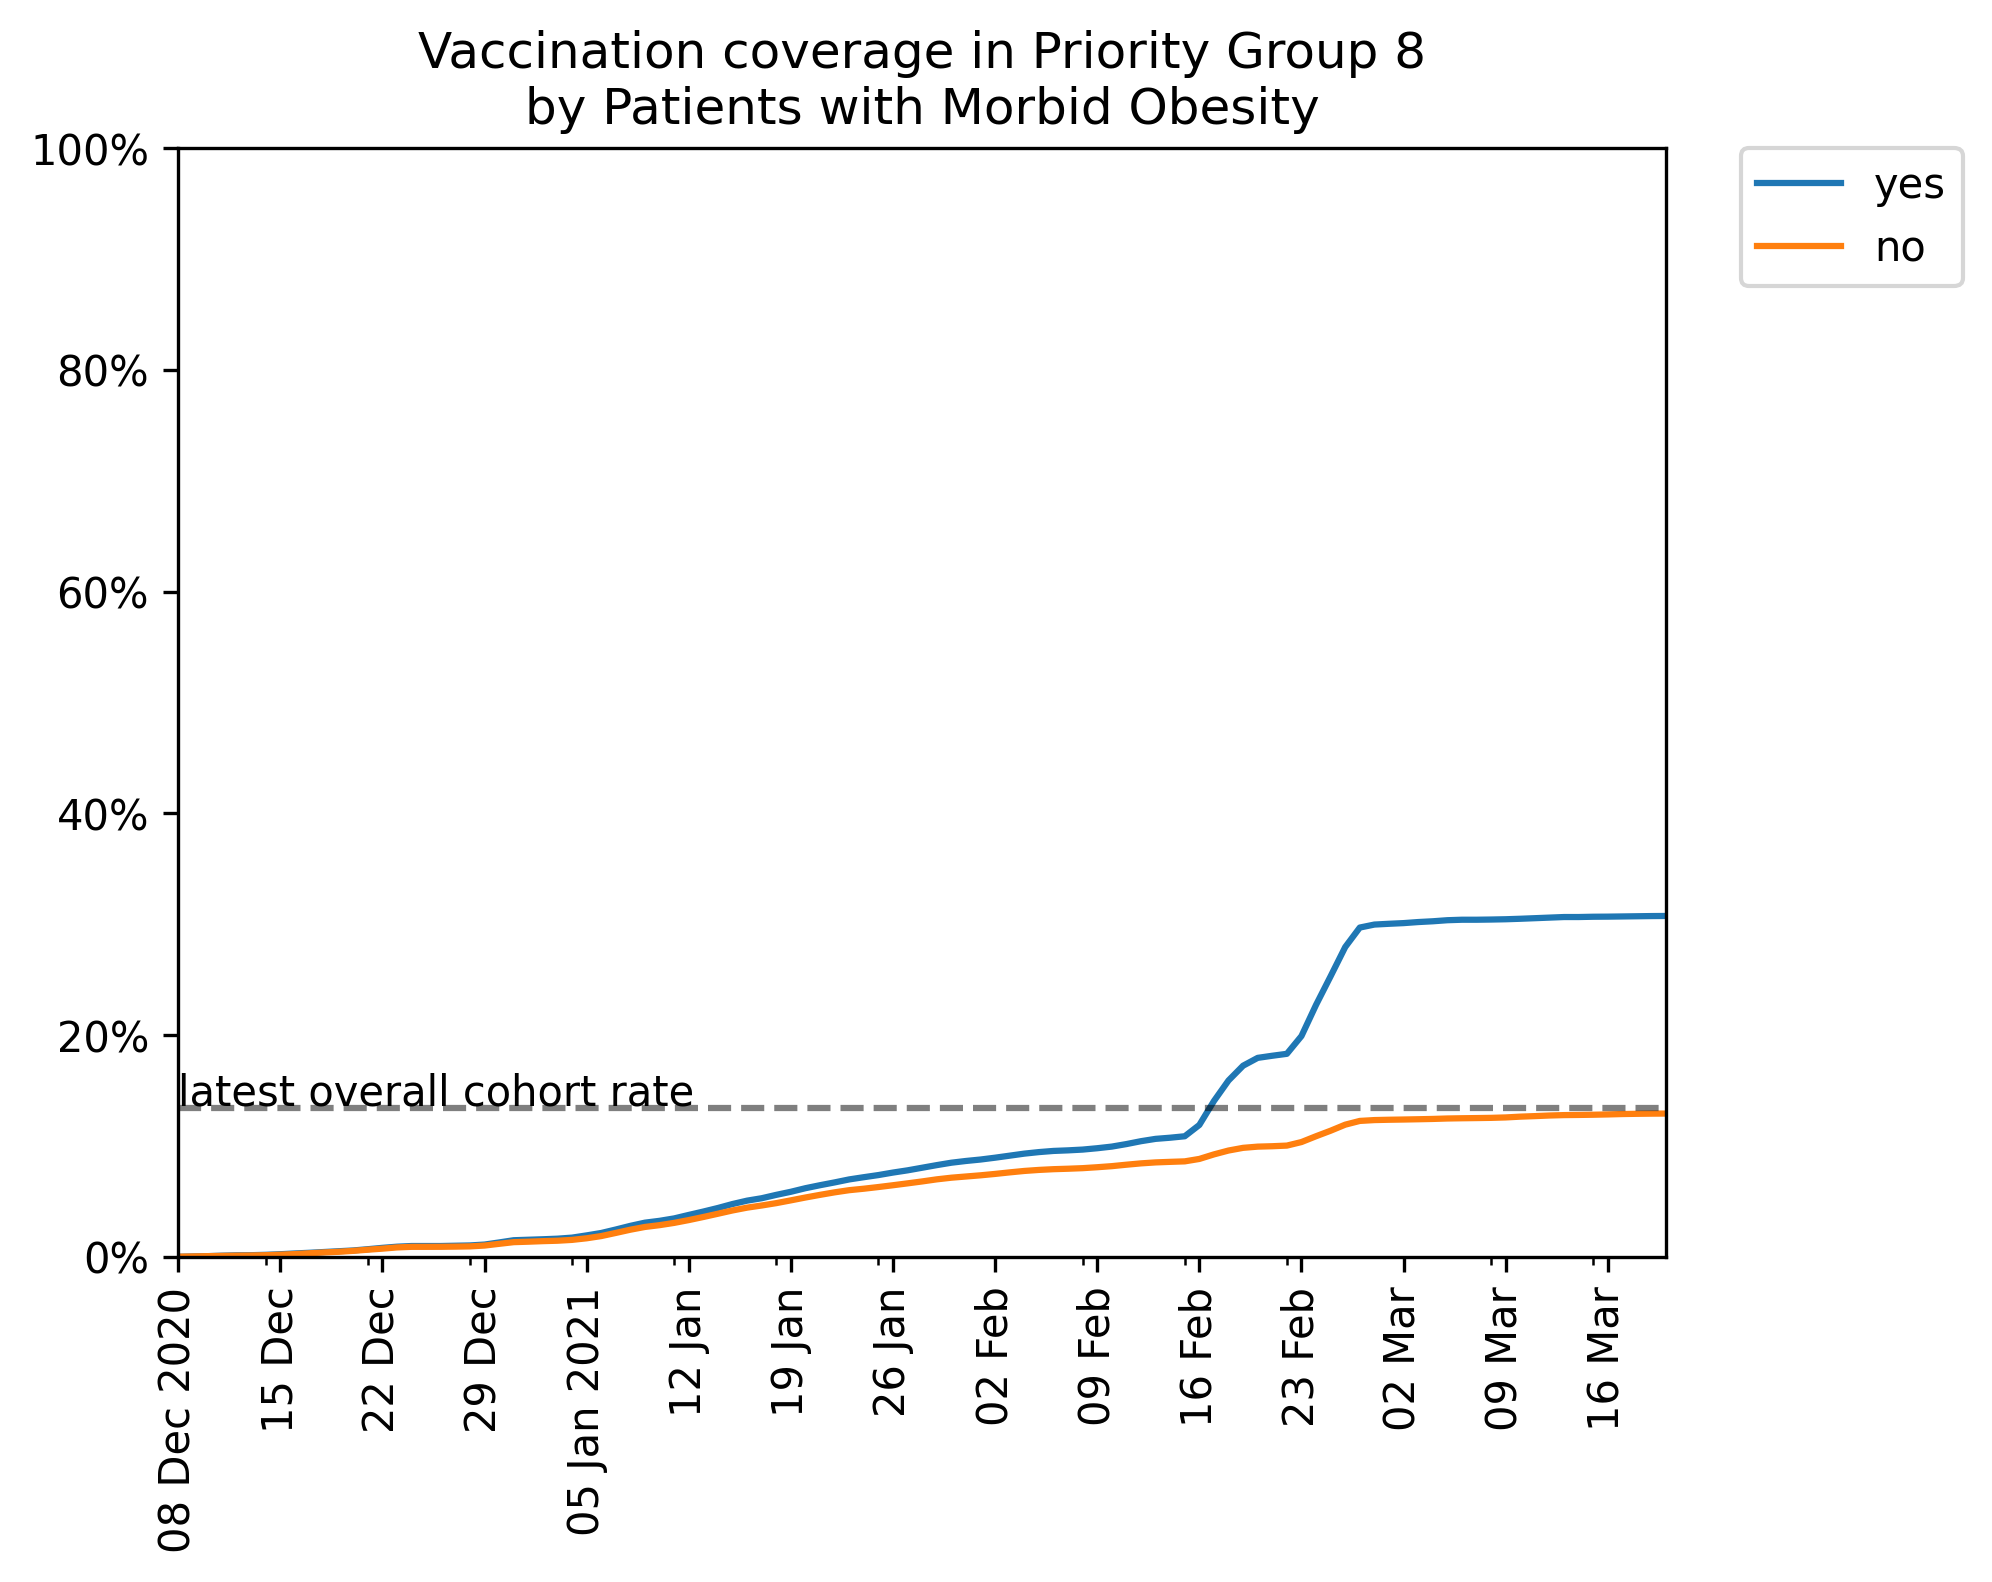 Vaccination coverage in Priority Group 8
by Patients with Morbid Obesity
100%
80%
60%
40%
20%
0%
latest overall cohort rate
yes
no
08 Dec 2020
15 Dec
22 Dec
29 Dec
05 Jan 2021
12 Jan
19 Jan
26 Jan
02 Feb
09 Feb
16 Feb
23 Feb
02 Mar
09 Mar
16 Mar